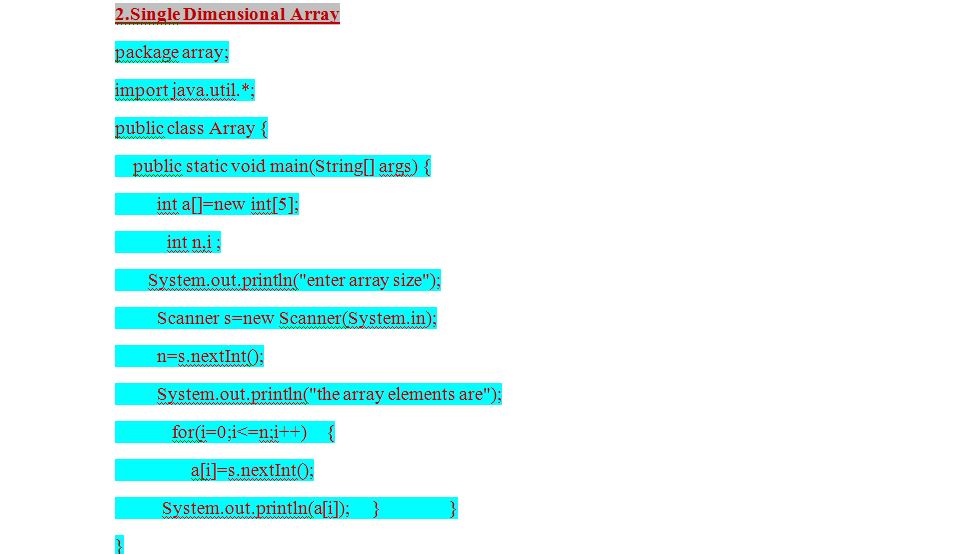 2.Single Dimensional Array
package array;
import java.util.*;
public class Array {
public static void main(String[] args) {
int a[]=new int[5];
int n,i ;
System.out.println("enter array size");
Scanner s=new Scanner(System.in);
n=s.nextInt();
System.out.println("the array elements are");
for(i=0;i<=n;i++) {
a[i]=s.nextInt();
System.out.println(a[i]); } }
}